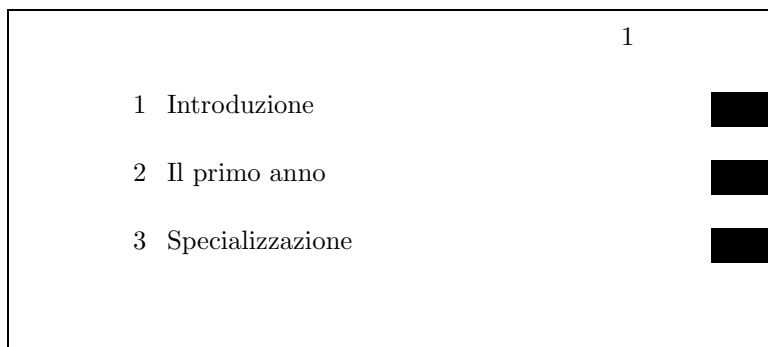 1
1 Introduzione
2 Il primo anno
3 Specializzazione